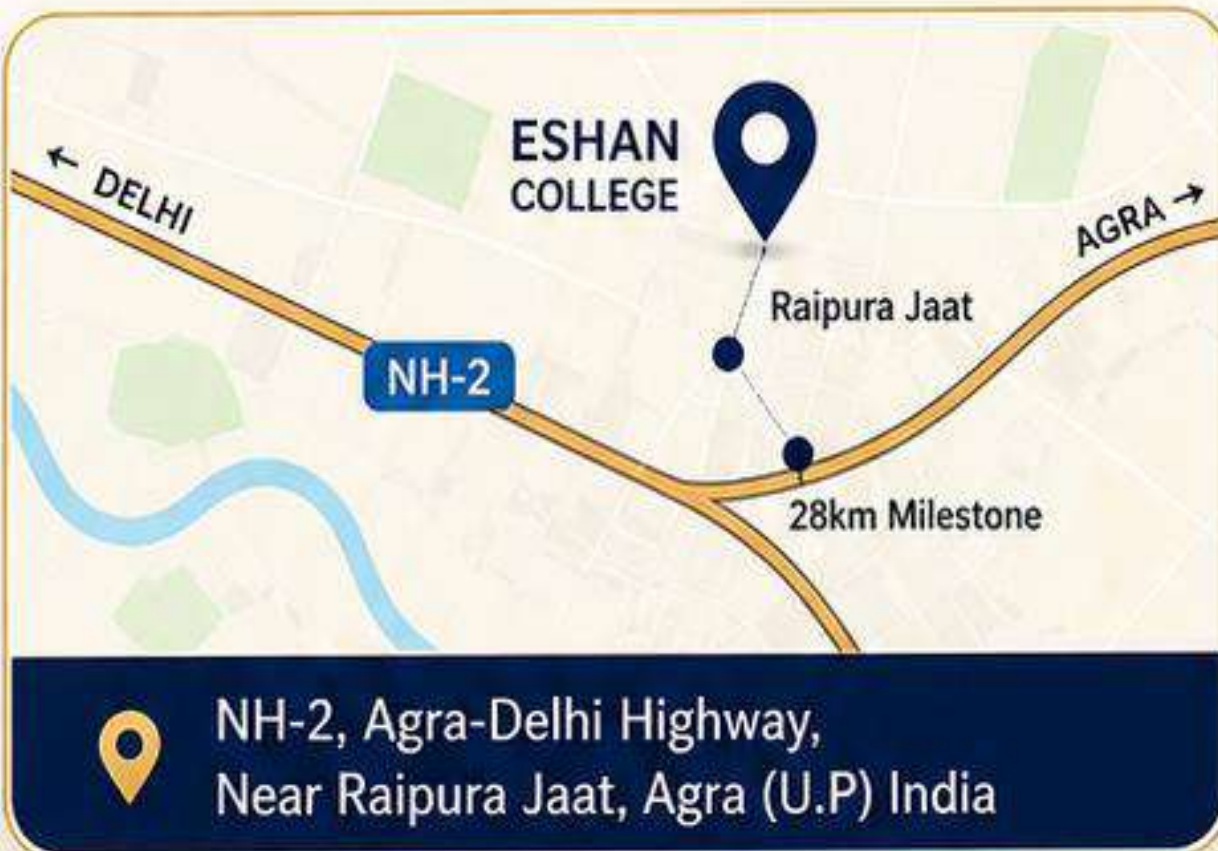 ESHAN
COLLEGE
← DELHI
AGRA →
Raipura Jaat
NH-2
28km Milestone
NH-2, Agra-Delhi Highway,
Near Raipura Jaat, Agra (U.P) India